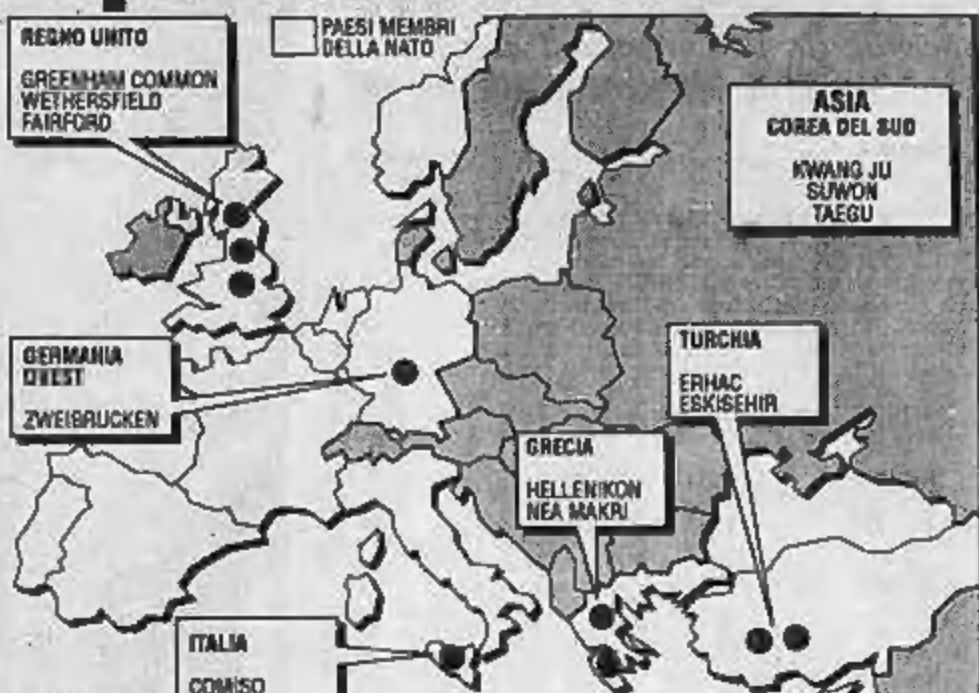 REGNO UNITO
GREENHAM COMMON
WETHERSFIELD
FAIRFORD
PAESI MEMBRI
DELLA NATO
ASIA
COREA DEL SUD
KWANG JU
SUWON
TAEGU
GERMANIA
OVEST
ZWEIBRUCKEN
TURCHIA
ERHAC
ESKISEHIR
GRECIA
HELLENIKON
NEA MAKRI
ITALIA
COMISO